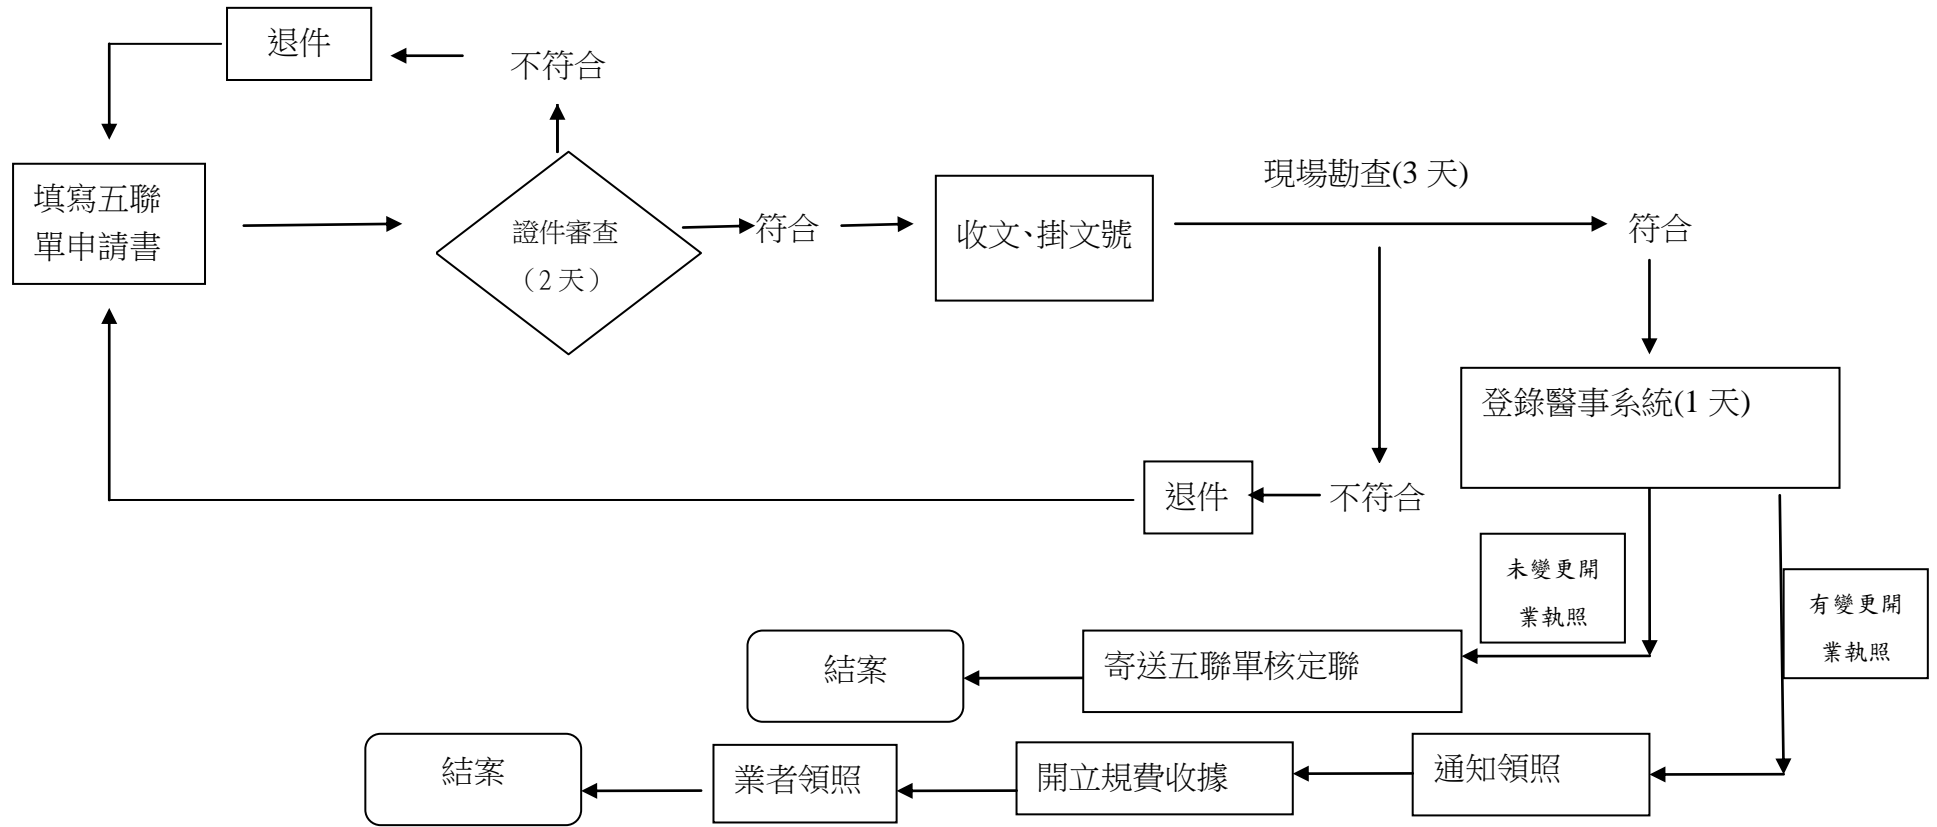 退件
不符合
填寫五聯
單申請書
證件審查
（2 天）
符合
收文、掛文號
現場勘查(3 天)
符合
登錄醫事系統(1 天)
退件
不符合
未變更開
業執照
有變更開
業執照
結案
寄送五聯單核定聯
結案
業者領照
開立規費收據
通知領照